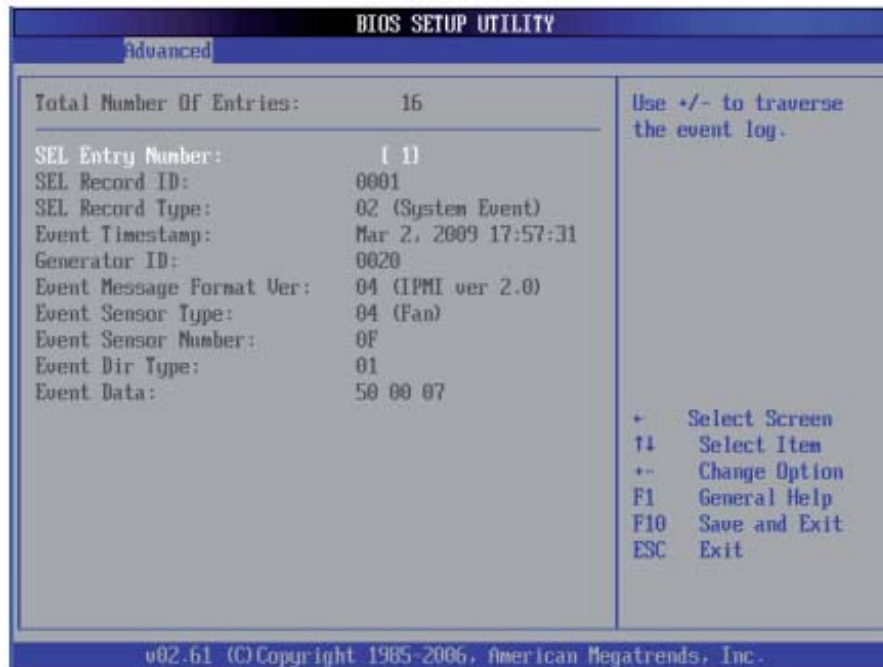 BIOS SETUP UTILITY
Advanced
Total Number Of Entries: 16
SEL Entry Number: [ 1]
SEL Record ID: 0001
SEL Record Type: 02 (System Event)
Event Timestamp: Mar 2, 2009 17:57:31
Generator ID: 0020
Event Message Format Ver: 04 (IPMI ver 2.0)
Event Sensor Type: 04 (Fan)
Event Sensor Number: 0F
Event Dir Type: 01
Event Data: 50 00 07
Use +/- to traverse
the event log.
← Select Screen
↑↓ Select Item
+- Change Option
F1 General Help
F10 Save and Exit
ESC Exit
v02.61 (C)Copyright 1985-2006, American Megatrends, Inc.